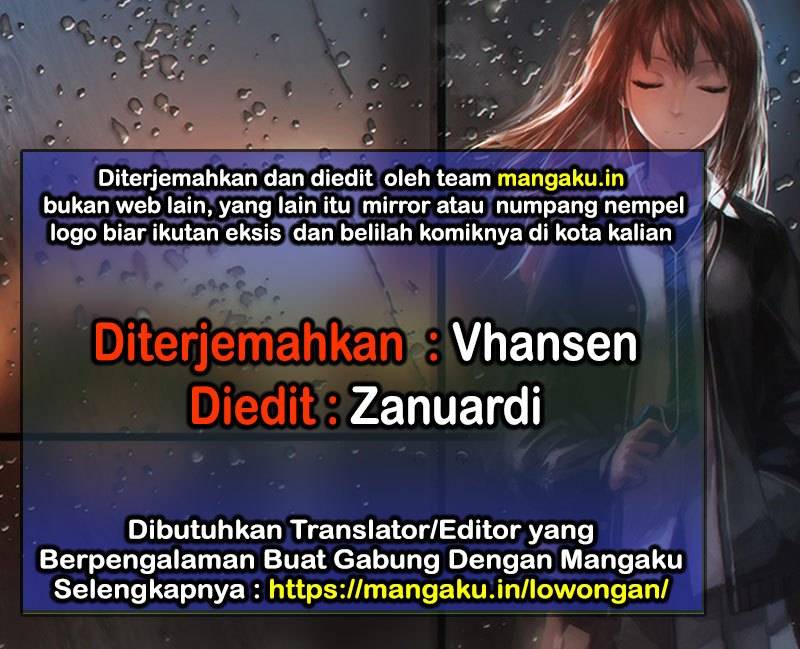 Diterjemahkan dan diedit oleh team mangaku.in
bukan web lain, yang lain itu mirror atau numpang nempel
logo biar ikutan eksis dan belilah komiknya di kota kalian
Diterjemahkan : Vhansen
Diedit : Zanuardi
Dibutuhkan Translator/Editor yang
Berpengalaman Buat Gabung Dengan Mangaku
Selengkapnya : https://mangaku.in/lowongan/